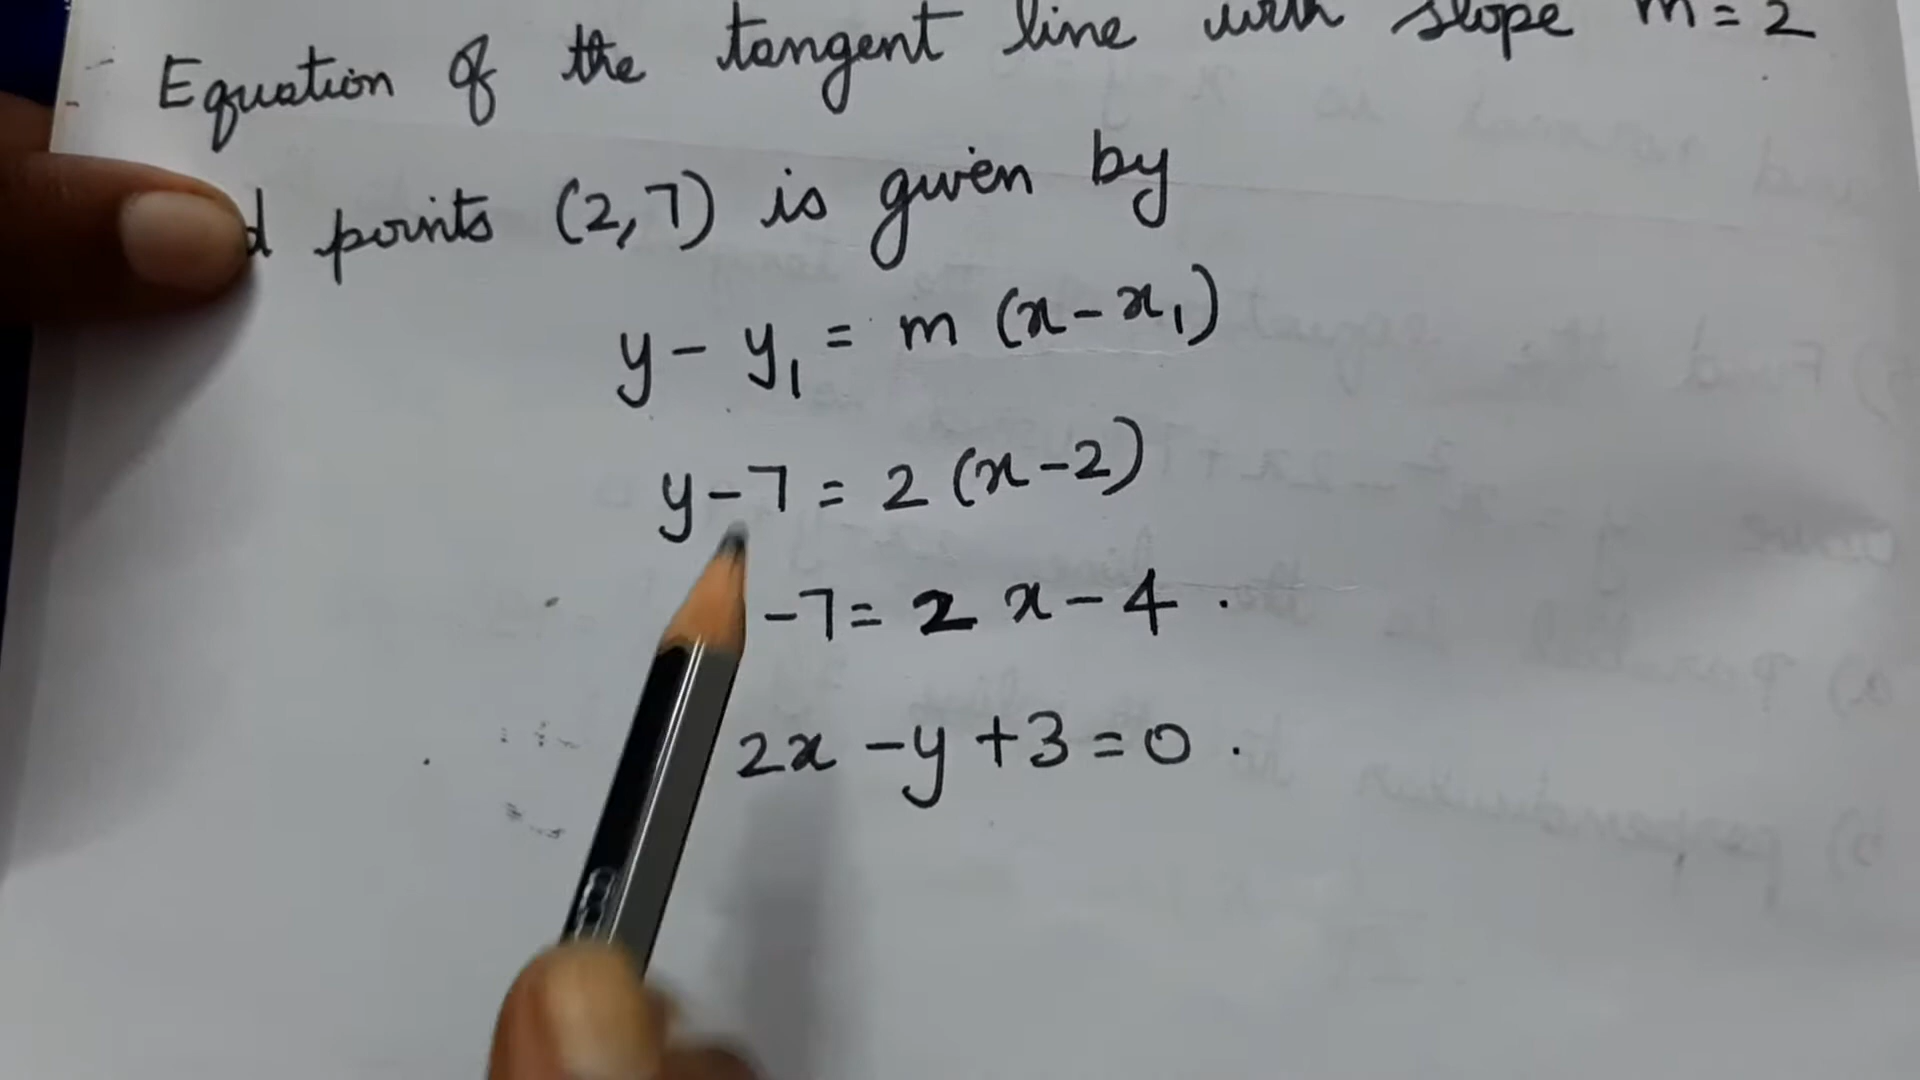 Equation of the tangent line with slope m = 2
points (2,7) is given by
y - y₁ = m (x - x₁)
y - 7 = 2 (x - 2)
-7 = 2x - 4 .
2x - y + 3 = 0 .